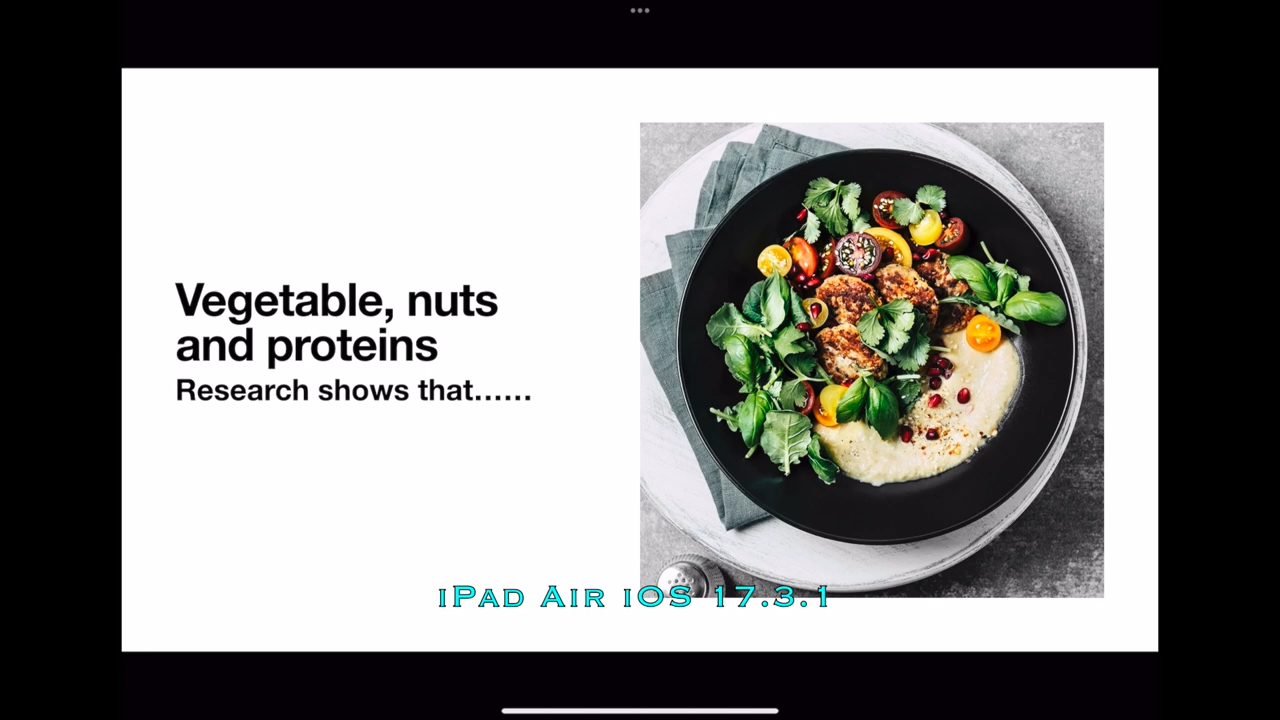 Vegetable, nuts
and proteins
Research shows that......
iPad Air iOS 17.3.1